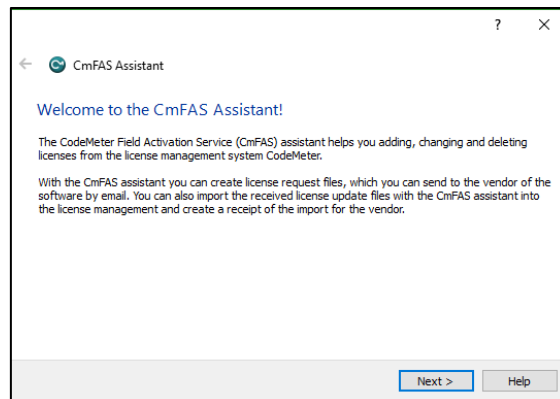 ?
CmFAS Assistant
Welcome to the CmFAS Assistant!
The CodeMeter Field Activation Service (CmFAS) assistant helps you adding, changing and deleting
licenses from the license management system CodeMeter.
With the CmFAS assistant you can create license request files, which you can send to the vendor of the
software by email. You can also import the received license update files with the CmFAS assistant into
the license management and create a receipt of the import for the vendor.
Next > Help